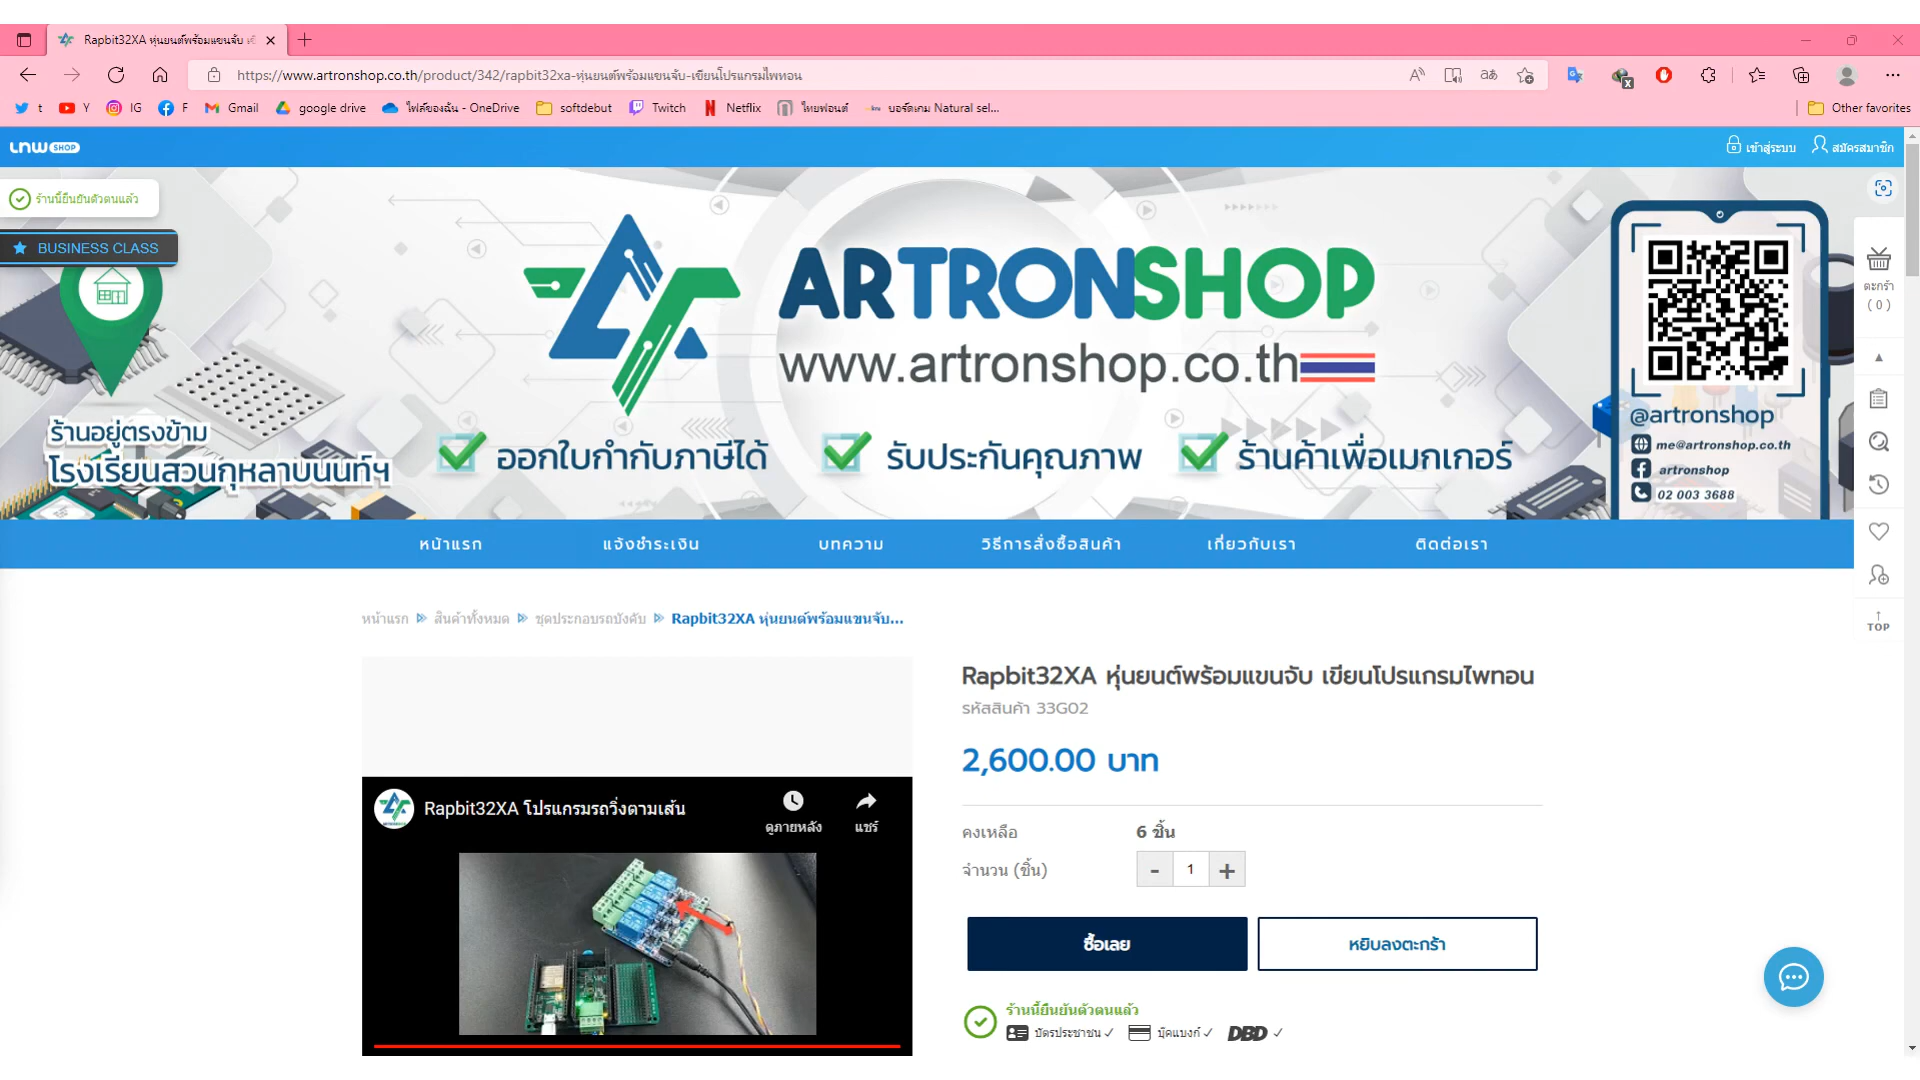 Rapbit32XA หุ่นยนต์พร้อมแขนจับ เขี
https://www.artronshop.co.th/product/342/rapbit32xa-หุ่นยนต์พร้อมแขนจับ-เขียนโปรแกรมไพทอน
t Y IG F Gmail google drive ไฟล์ของฉัน - OneDrive softdebut Twitch Netflix ไทยฟอนต์ บอร์ดเกม Natural sel... Other favorites
Lnw SHOP เข้าสู่ระบบ สมัครสมาชิก
ร้านนี้ยืนยันตัวตนแล้ว
BUSINESS CLASS
ARTRONSHOP
www.artronshop.co.th
ร้านอยู่ตรงข้าม
โรงเรียนสวนกุหลาบนนท์ฯ
ออกใบกำกับภาษีได้ รับประกันคุณภาพ ร้านค้าเพื่อเมกเกอร์
@artronshop
me@artronshop.co.th
artronshop
02 003 3688
ตะกร้า
( 0 )
TOP
หน้าแรก แจ้งชำระเงิน บทความ วิธีการสั่งซื้อสินค้า เกี่ยวกับเรา ติดต่อเรา
หน้าแรก สินค้าทั้งหมด ชุดประกอบรถบังคับ Rapbit32XA หุ่นยนต์พร้อมแขนจับ...
Rapbit32XA หุ่นยนต์พร้อมแขนจับ เขียนโปรแกรมไพทอน
รหัสสินค้า 33G02
2,600.00 บาท
Rapbit32XA โปรแกรมรถวิ่งตามเส้น
ดูภายหลัง แชร์
คงเหลือ 6 ชิ้น
จำนวน (ชิ้น) - 1 +
ซื้อเลย หยิบลงตะกร้า
ร้านนี้ยืนยันตัวตนแล้ว
บัตรประชาชน ✓ บุ๊คแบงก์ ✓ DBD ✓